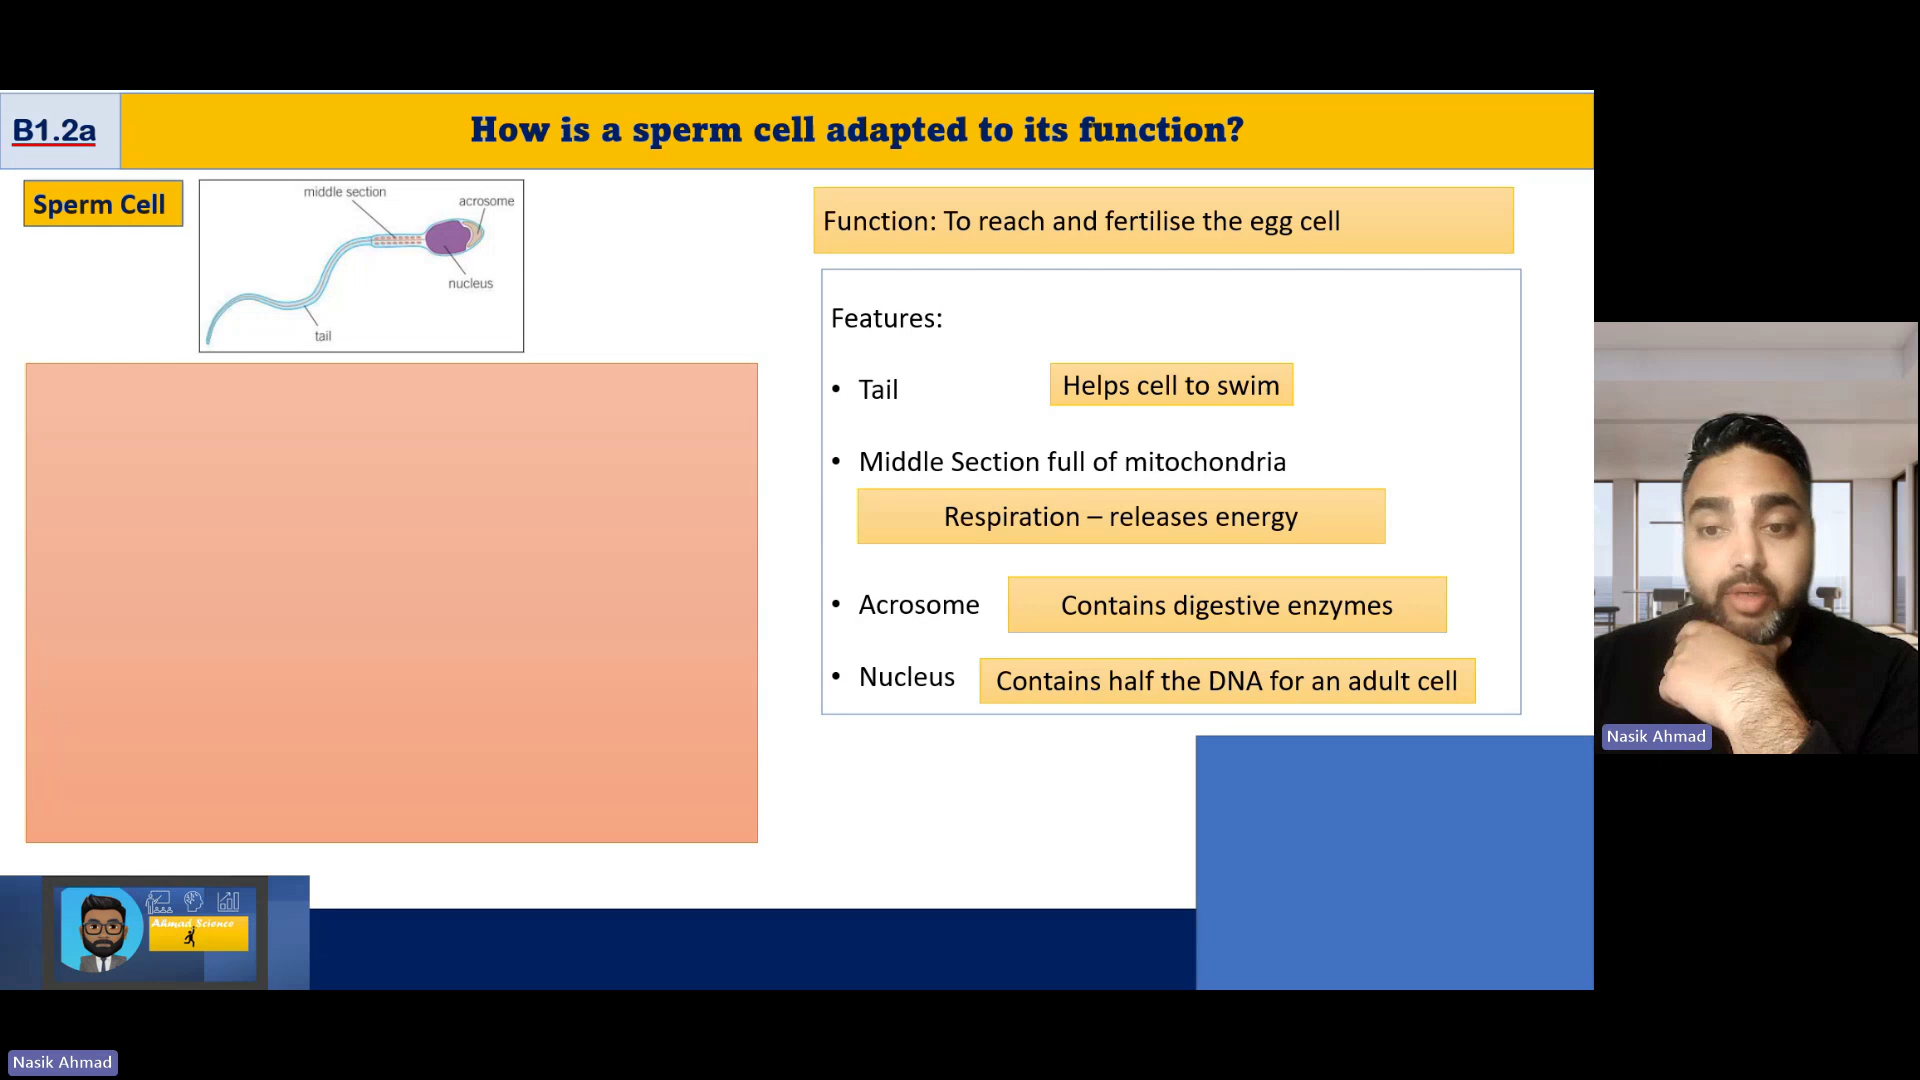 B1.2a
How is a sperm cell adapted to its function?
Sperm Cell
middle section
acrosome
nucleus
tail
Function: To reach and fertilise the egg cell
Features:
• Tail
Helps cell to swim
• Middle Section full of mitochondria
Respiration – releases energy
• Acrosome
Contains digestive enzymes
• Nucleus
Contains half the DNA for an adult cell
Nasik Ahmad
Ahmad Science
Nasik Ahmad